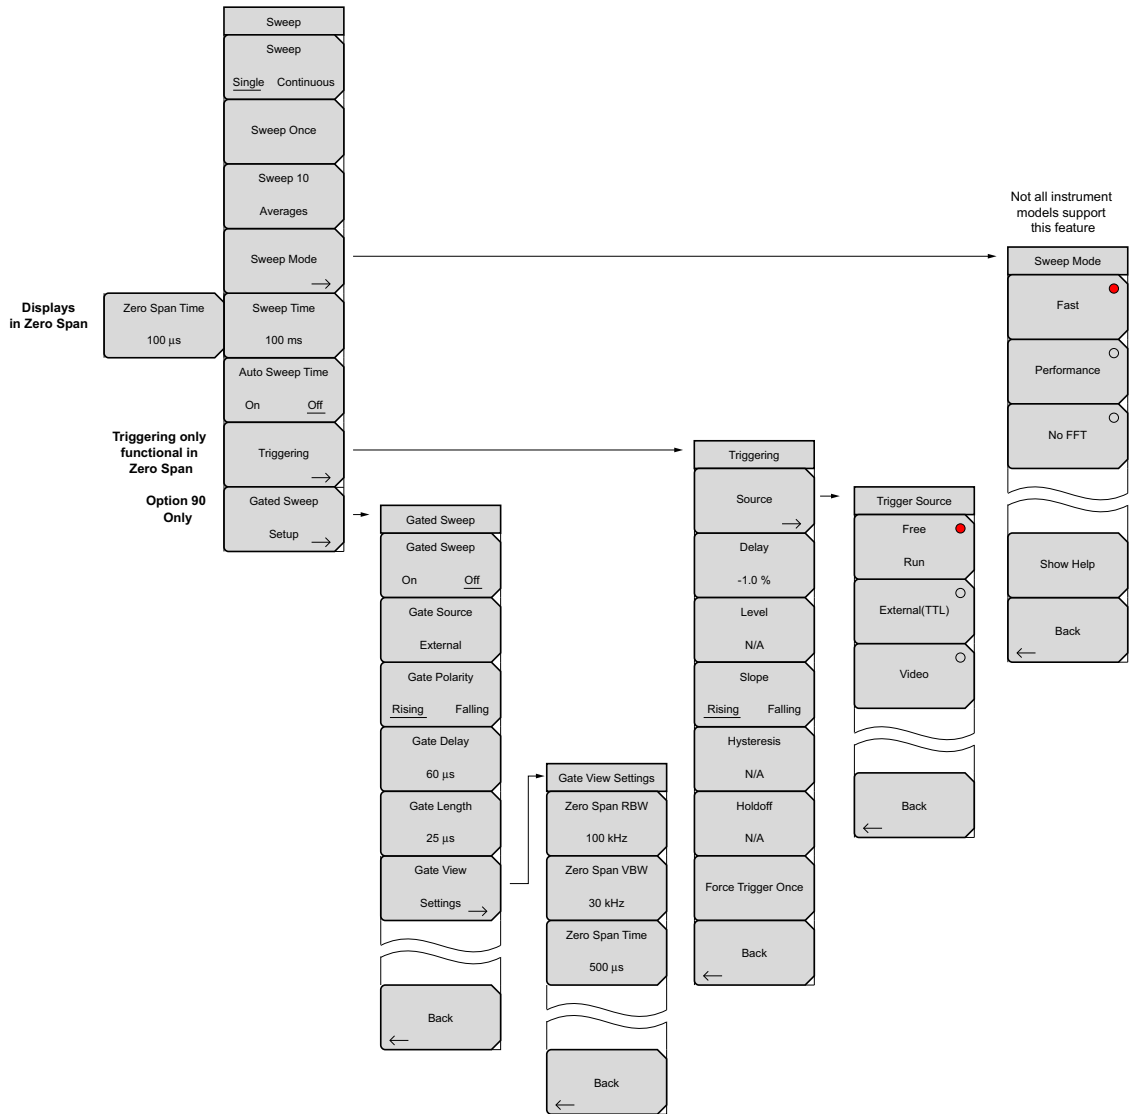 Sweep
Sweep
Single Continuous
Sweep Once
Sweep 10
Averages
Sweep Mode
Displays
in Zero Span
Zero Span Time
100 µs
Sweep Time
100 ms
Auto Sweep Time
On Off
Triggering only
functional in
Zero Span
Triggering
Option 90
Only
Gated Sweep
Setup
Gated Sweep
Gated Sweep
On Off
Gate Source
External
Gate Polarity
Rising Falling
Gate Delay
60 µs
Gate Length
25 µs
Gate View
Settings
Back
Gate View Settings
Zero Span RBW
100 kHz
Zero Span VBW
30 kHz
Zero Span Time
500 µs
Back
Triggering
Source
Delay
-1.0 %
Level
N/A
Slope
Rising Falling
Hysteresis
N/A
Holdoff
N/A
Force Trigger Once
Back
Trigger Source
Free
Run
External(TTL)
Video
Back
Not all instrument
models support
this feature
Sweep Mode
Fast
Performance
No FFT
Show Help
Back